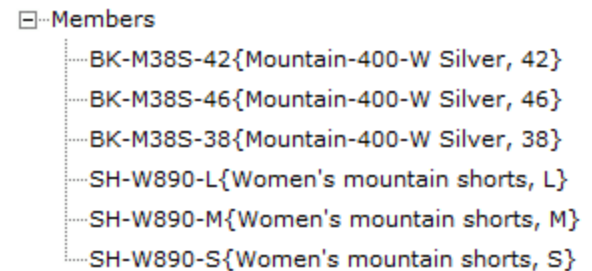 Members
BK-M38S-42{Mountain-400-W Silver, 42}
BK-M38S-46{Mountain-400-W Silver, 46}
BK-M38S-38{Mountain-400-W Silver, 38}
SH-W890-L{Women's mountain shorts, L}
SH-W890-M{Women's mountain shorts, M}
SH-W890-S{Women's mountain shorts, S}